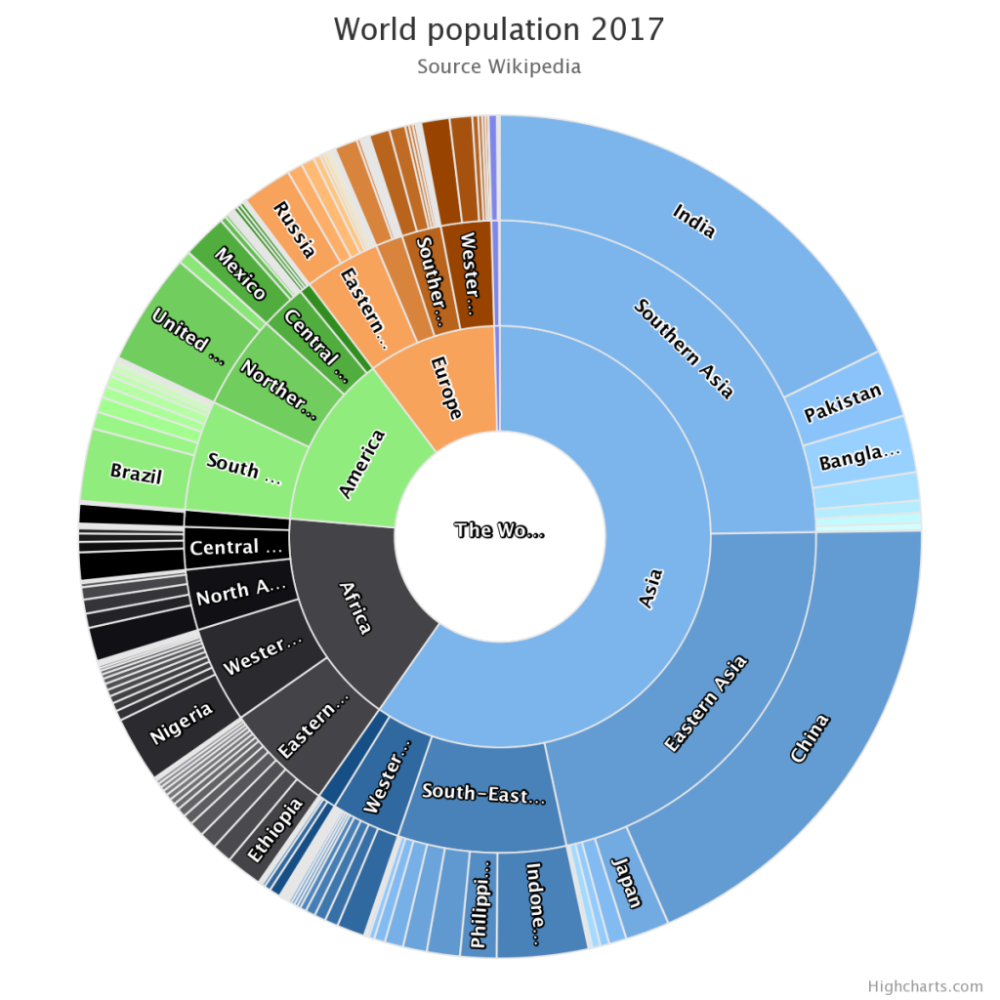 World population 2017
Source Wikipedia
The Wo...
Asia
Southern Asia
India
Pakistan
Bangla...
Eastern Asia
China
Japan
South-East...
Indone...
Philippi...
Wester...
Africa
Eastern...
Ethiopia
Wester...
Nigeria
North A...
Central ...
America
South ...
Brazil
Norther...
United ...
Central ...
Mexico
Europe
Eastern...
Russia
Souther...
Wester...
Highcharts.com